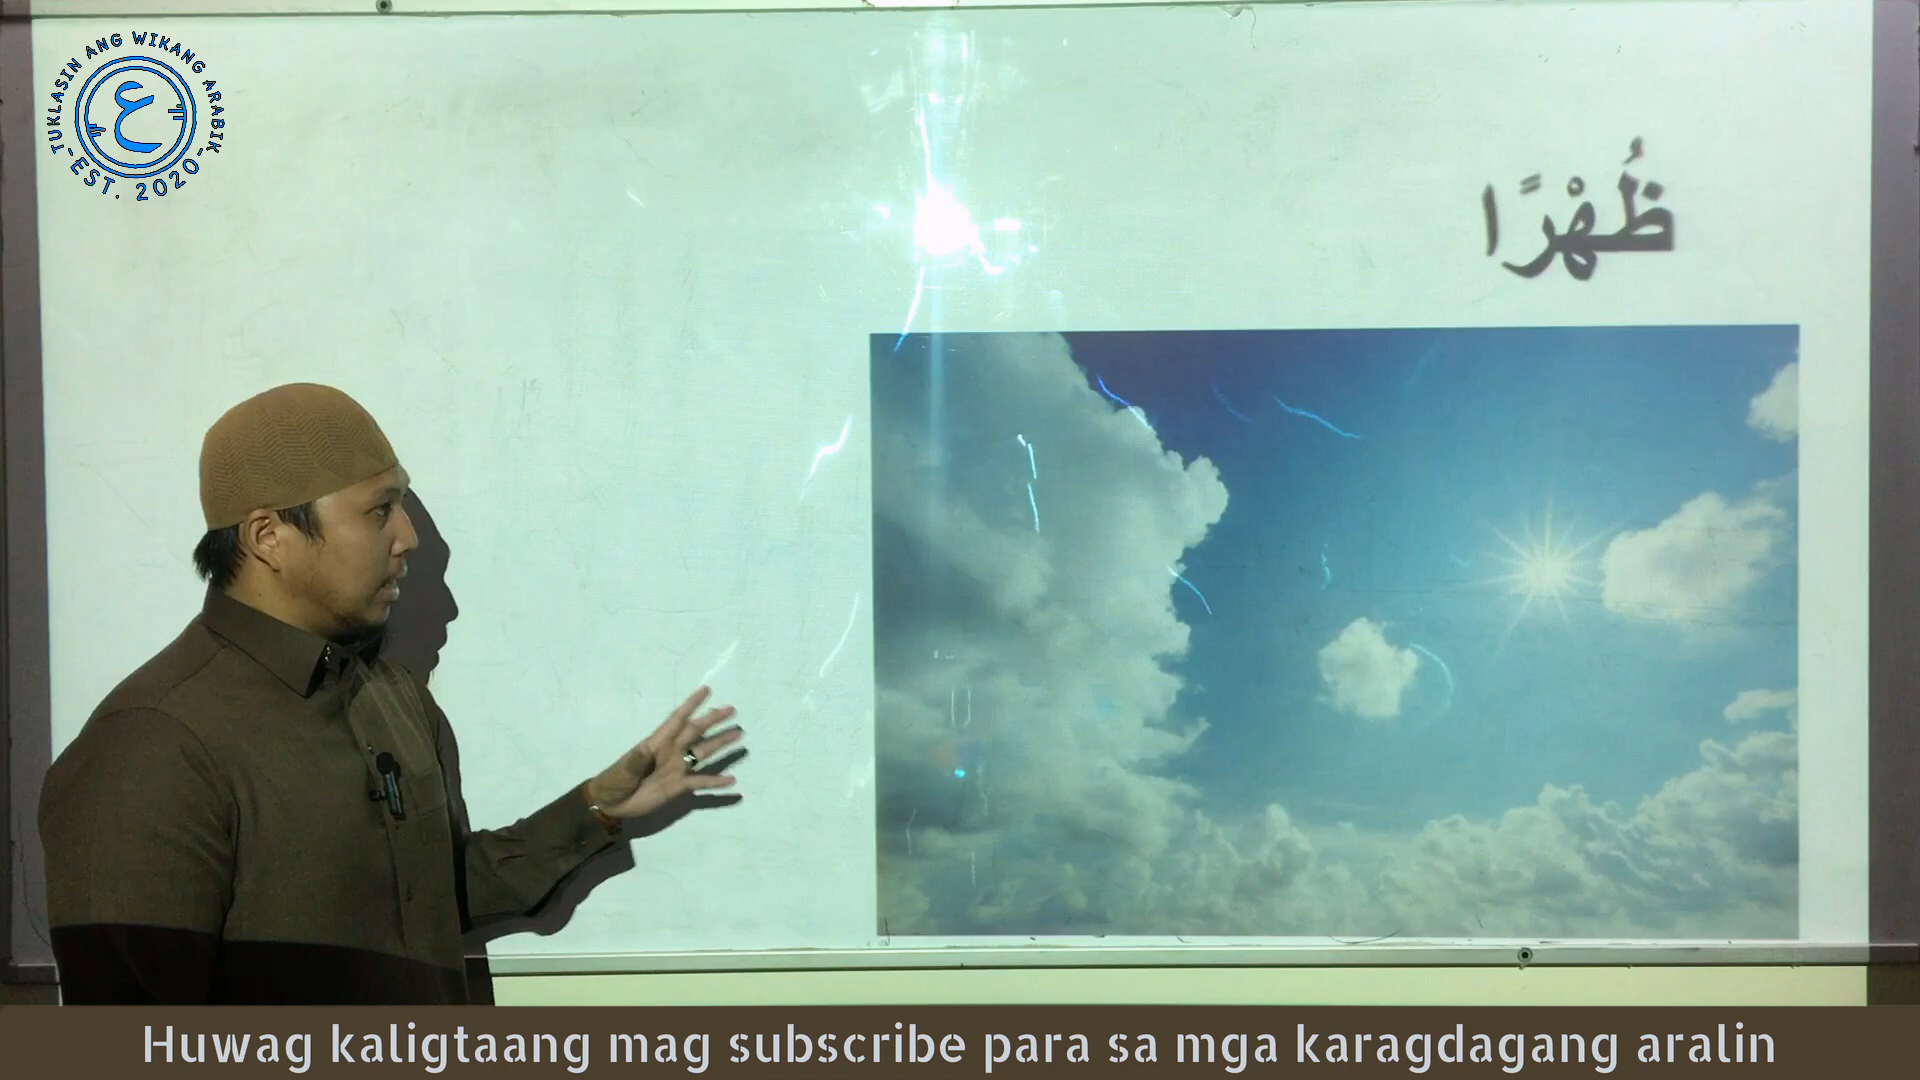 TUKLASIN ANG WIKANG ARABIK
ع
-EST. 2020-
ظُهْرًا
Huwag kaligtaang mag subscribe para sa mga karagdagang aralin